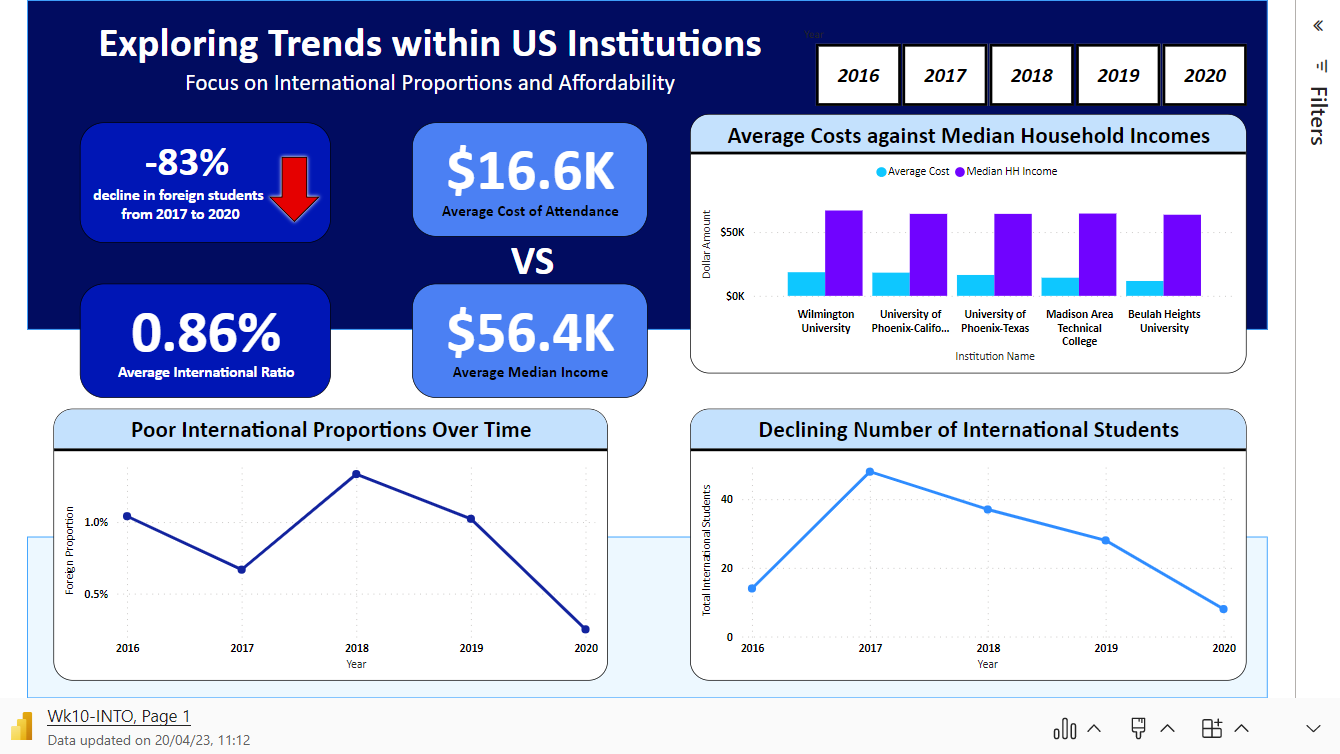 Exploring Trends within US Institutions
Focus on International Proportions and Affordability
Year
2016
2017
2018
2019
2020
Filters
-83%
decline in foreign students
from 2017 to 2020
0.86%
Average International Ratio
$16.6K
Average Cost of Attendance
VS
$56.4K
Average Median Income
Average Costs against Median Household Incomes
Average Cost
Median HH Income
Dollar Amount
$50K
$0K
Wilmington
University
University of
Phoenix-Califo...
University of
Phoenix-Texas
Madison Area
Technical
College
Beulah Heights
University
Institution Name
Poor International Proportions Over Time
Foreign Proportion
1.0%
0.5%
2016
2017
2018
2019
2020
Year
Declining Number of International Students
Total International Students
40
20
0
2016
2017
2018
2019
2020
Year
Wk10-INTO, Page 1
Data updated on 20/04/23, 11:12